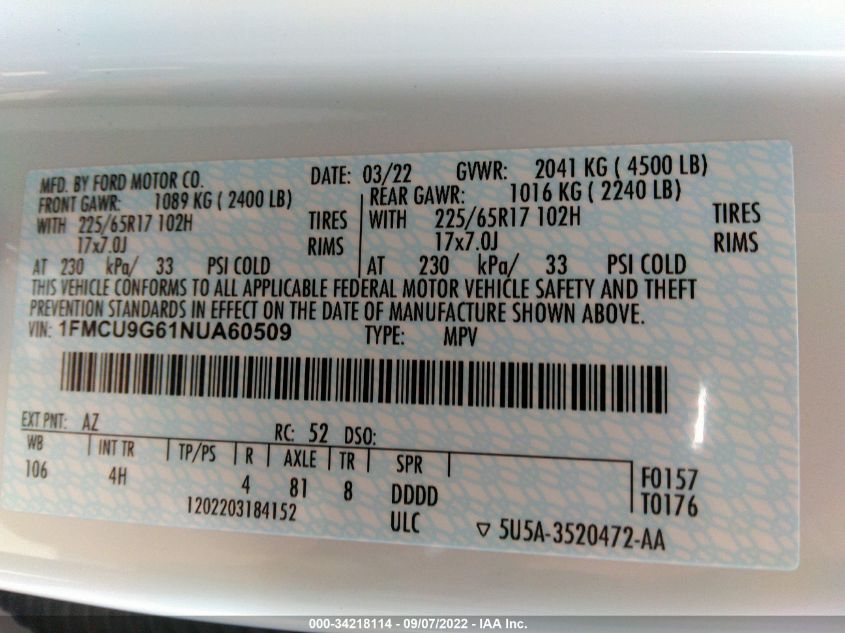 MFD. BY FORD MOTOR CO. DATE: 03/22 GVWR: 2041 KG ( 4500 LB)
FRONT GAWR: 1089 KG ( 2400 LB) REAR GAWR: 1016 KG ( 2240 LB)
WITH 225/65R17 102H TIRES WITH 225/65R17 102H TIRES
17x7.0J RIMS 17x7.0J RIMS
AT 230 kPa/ 33 PSI COLD AT 230 kPa/ 33 PSI COLD
THIS VEHICLE CONFORMS TO ALL APPLICABLE FEDERAL MOTOR VEHICLE SAFETY AND THEFT
PREVENTION STANDARDS IN EFFECT ON THE DATE OF MANUFACTURE SHOWN ABOVE.
VIN: 1FMCU9G61NUA60509 TYPE: MPV
EXT PNT: AZ RC: 52 DSO:
WB INT TR TP/PS R AXLE TR SPR
106 4H 4 81 8 DDDD
F0157
T0176
1202203184152 ULC ▽ 5U5A-3520472-AA
000-34218114 - 09/07/2022 - IAA Inc.